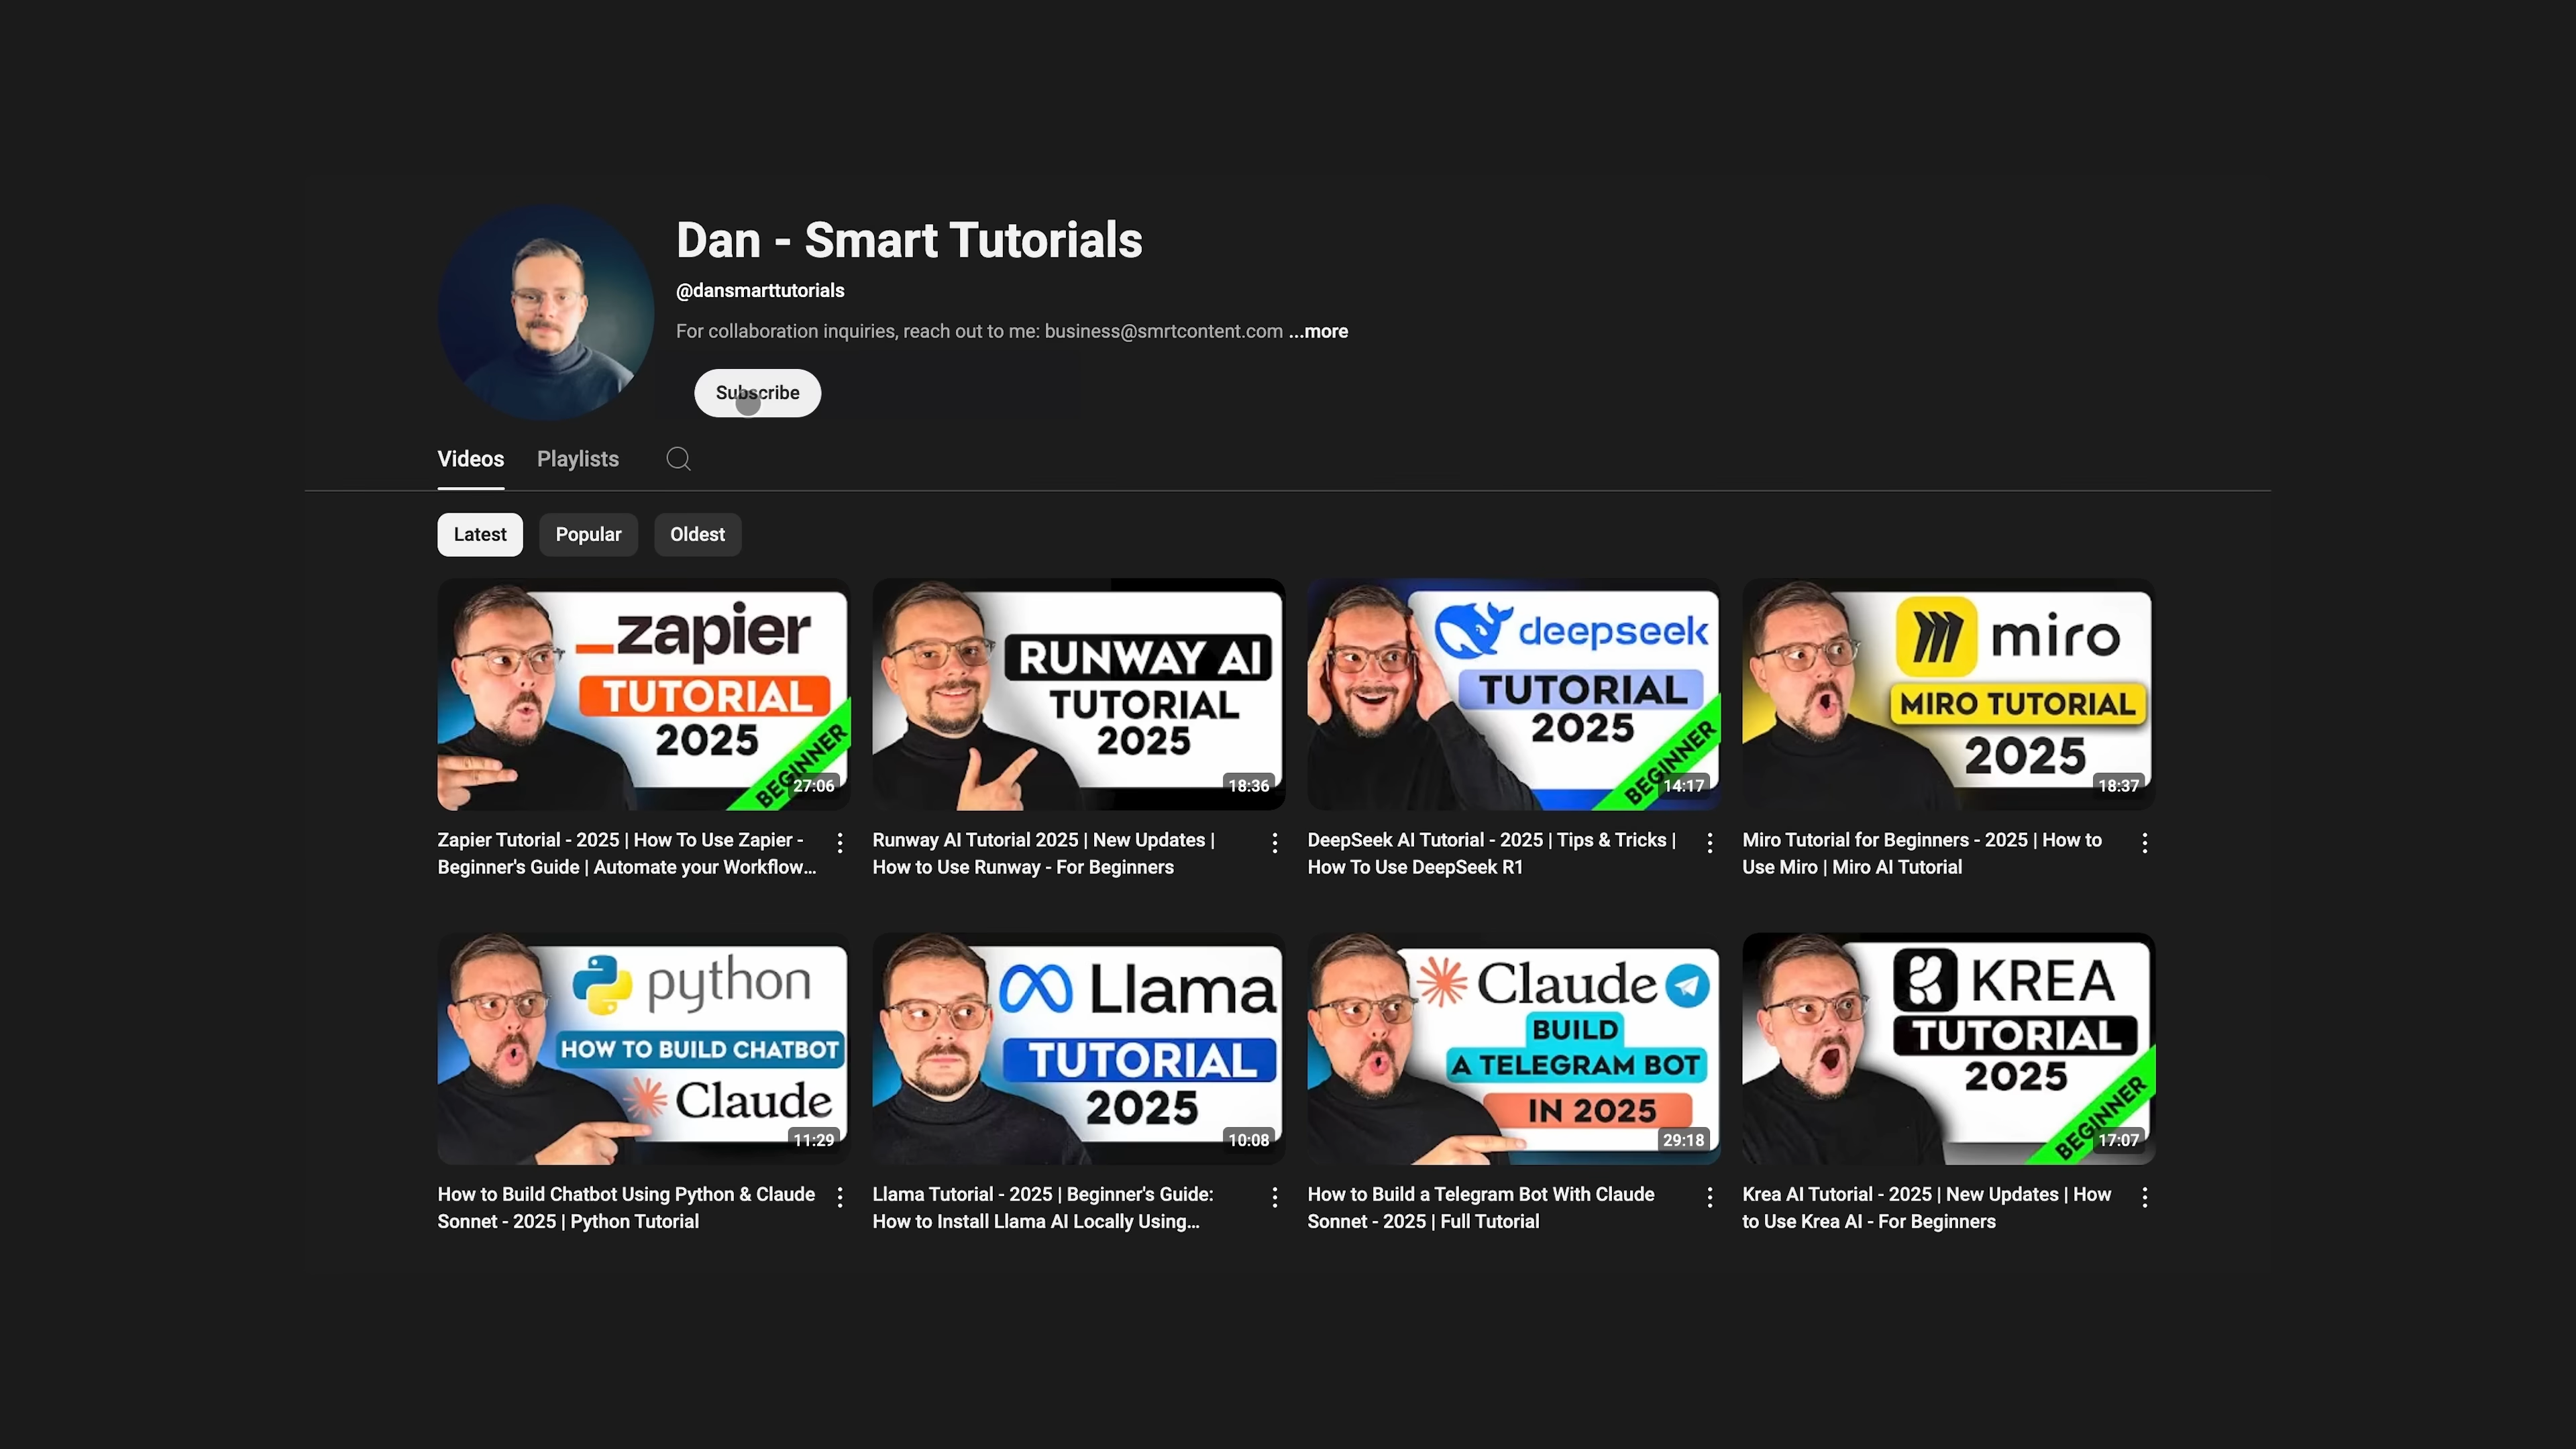 Dan - Smart Tutorials
@dansmarttutorials
For collaboration inquiries, reach out to me: business@smrtcontent.com ...more
Subscribe
Videos Playlists
Latest Popular Oldest
zapier
TUTORIAL
2025
BEGINNER
27:06
Zapier Tutorial - 2025 | How To Use Zapier -
Beginner's Guide | Automate your Workflow...
RUNWAY AI
TUTORIAL
2025
18:36
Runway AI Tutorial 2025 | New Updates |
How to Use Runway - For Beginners
deepseek
TUTORIAL
2025
BEGINNER
14:17
DeepSeek AI Tutorial - 2025 | Tips & Tricks |
How To Use DeepSeek R1
miro
MIRO TUTORIAL
2025
18:37
Miro Tutorial for Beginners - 2025 | How to
Use Miro | Miro AI Tutorial
python
HOW TO BUILD CHATBOT
Claude
11:29
How to Build Chatbot Using Python & Claude
Sonnet - 2025 | Python Tutorial
Llama
TUTORIAL
2025
10:08
Llama Tutorial - 2025 | Beginner's Guide:
How to Install Llama AI Locally Using...
Claude
BUILD
A TELEGRAM BOT
IN 2025
29:18
How to Build a Telegram Bot With Claude
Sonnet - 2025 | Full Tutorial
KREA
TUTORIAL
2025
BEGINNER
17:07
Krea AI Tutorial - 2025 | New Updates | How
to Use Krea AI - For Beginners